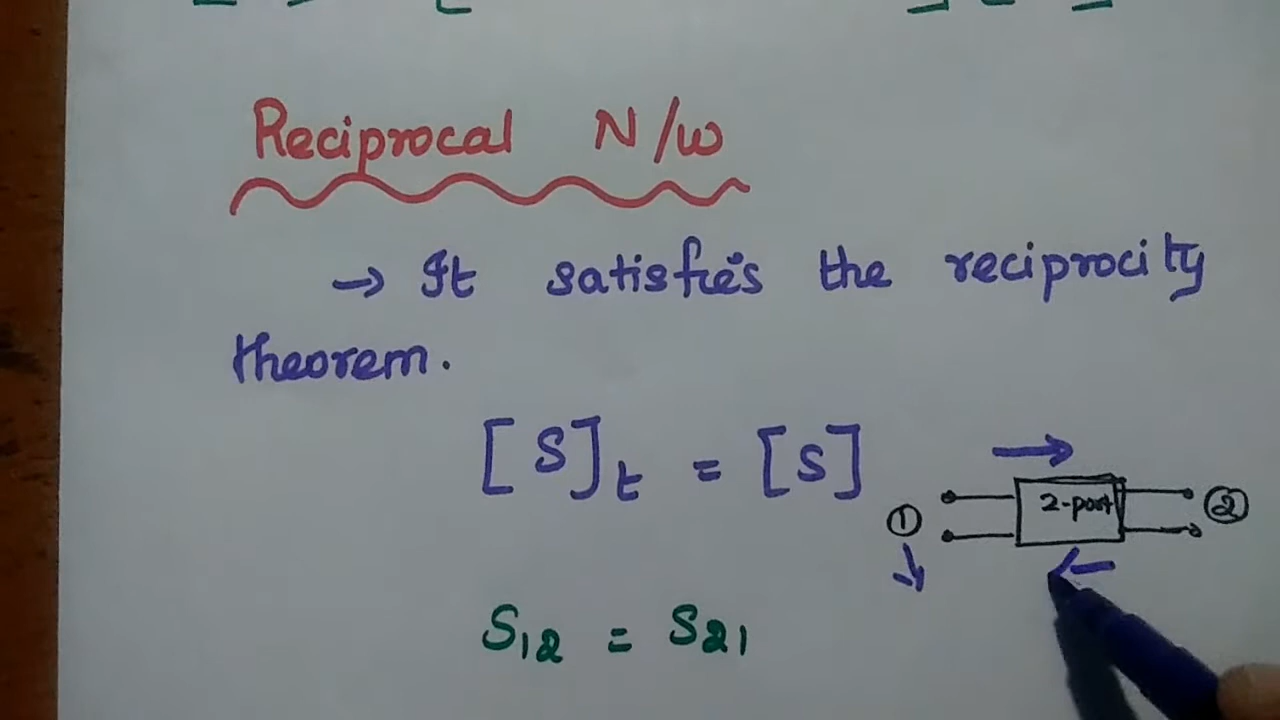 Reciprocal N/w
→ It satisfies the reciprocity
theorem.
[S]t = [S]
① 2-port ②
S12 = S21